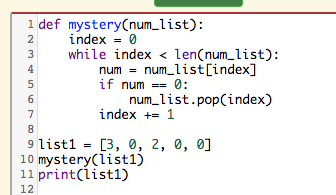 1 def mystery(num_list):
2     index = 0
3     while index < len(num_list):
4         num = num_list[index]
5         if num == 0:
6             num_list.pop(index)
7         index += 1
8
9 list1 = [3, 0, 2, 0, 0]
10 mystery(list1)
11 print(list1)
12